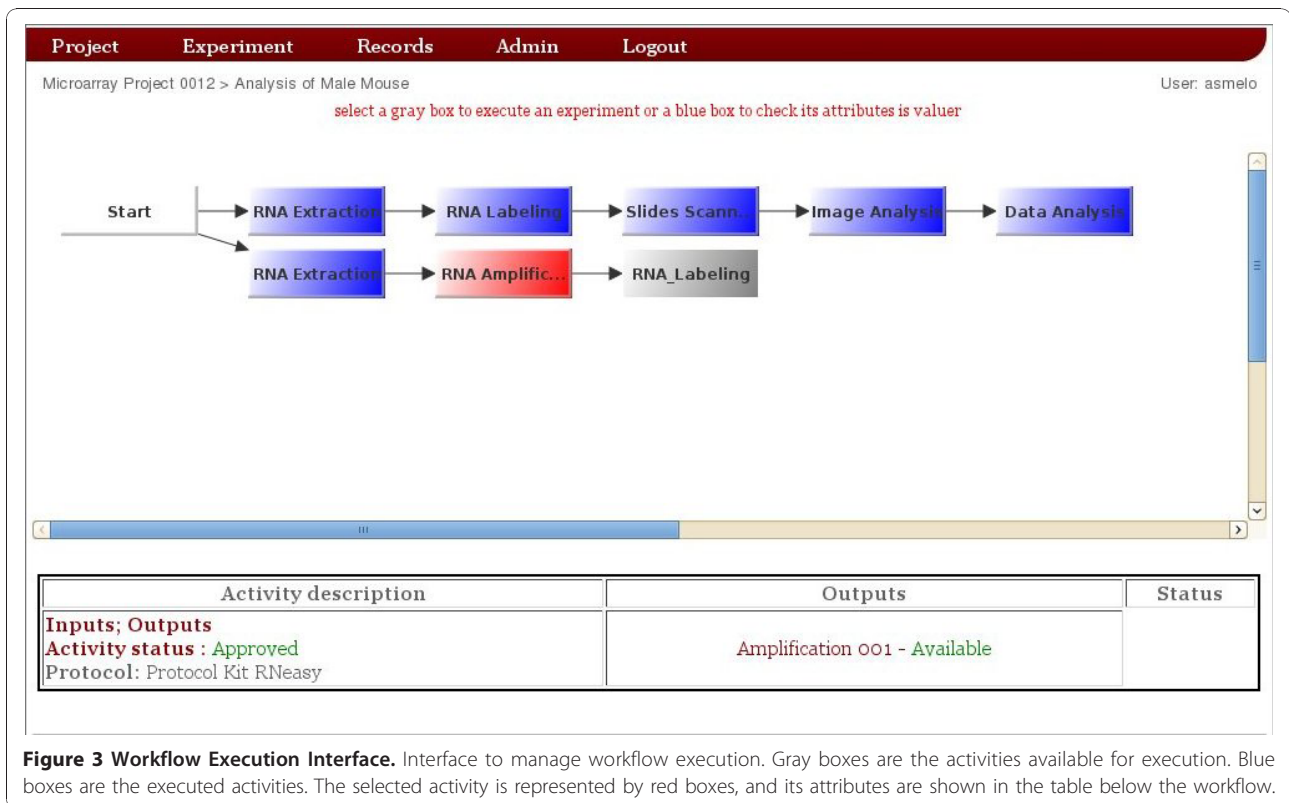 Project Experiment Records Admin Logout
Microarray Project 0012 > Analysis of Male Mouse User: asmelo
select a gray box to execute an experiment or a blue box to check its attributes is valuer
Start RNA Extraction RNA Labeling Slides Scann... Image Analysis Data Analysis
RNA Extraction RNA Amplific... RNA_Labeling
Activity description Outputs Status
Inputs; Outputs
Activity status : Approved Amplification 001 - Available
Protocol: Protocol Kit RNeasy
Figure 3 Workflow Execution Interface. Interface to manage workflow execution. Gray boxes are the activities available for execution. Blue
boxes are the executed activities. The selected activity is represented by red boxes, and its attributes are shown in the table below the workflow.